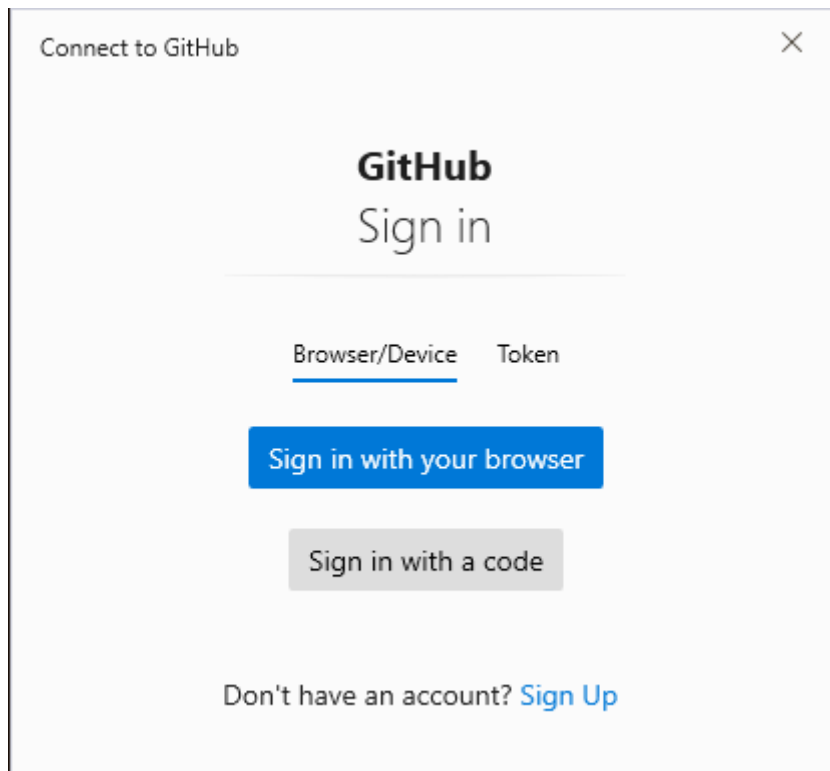 Connect to GitHub
GitHub
Sign in
Browser/Device Token
Sign in with your browser
Sign in with a code
Don't have an account? Sign Up